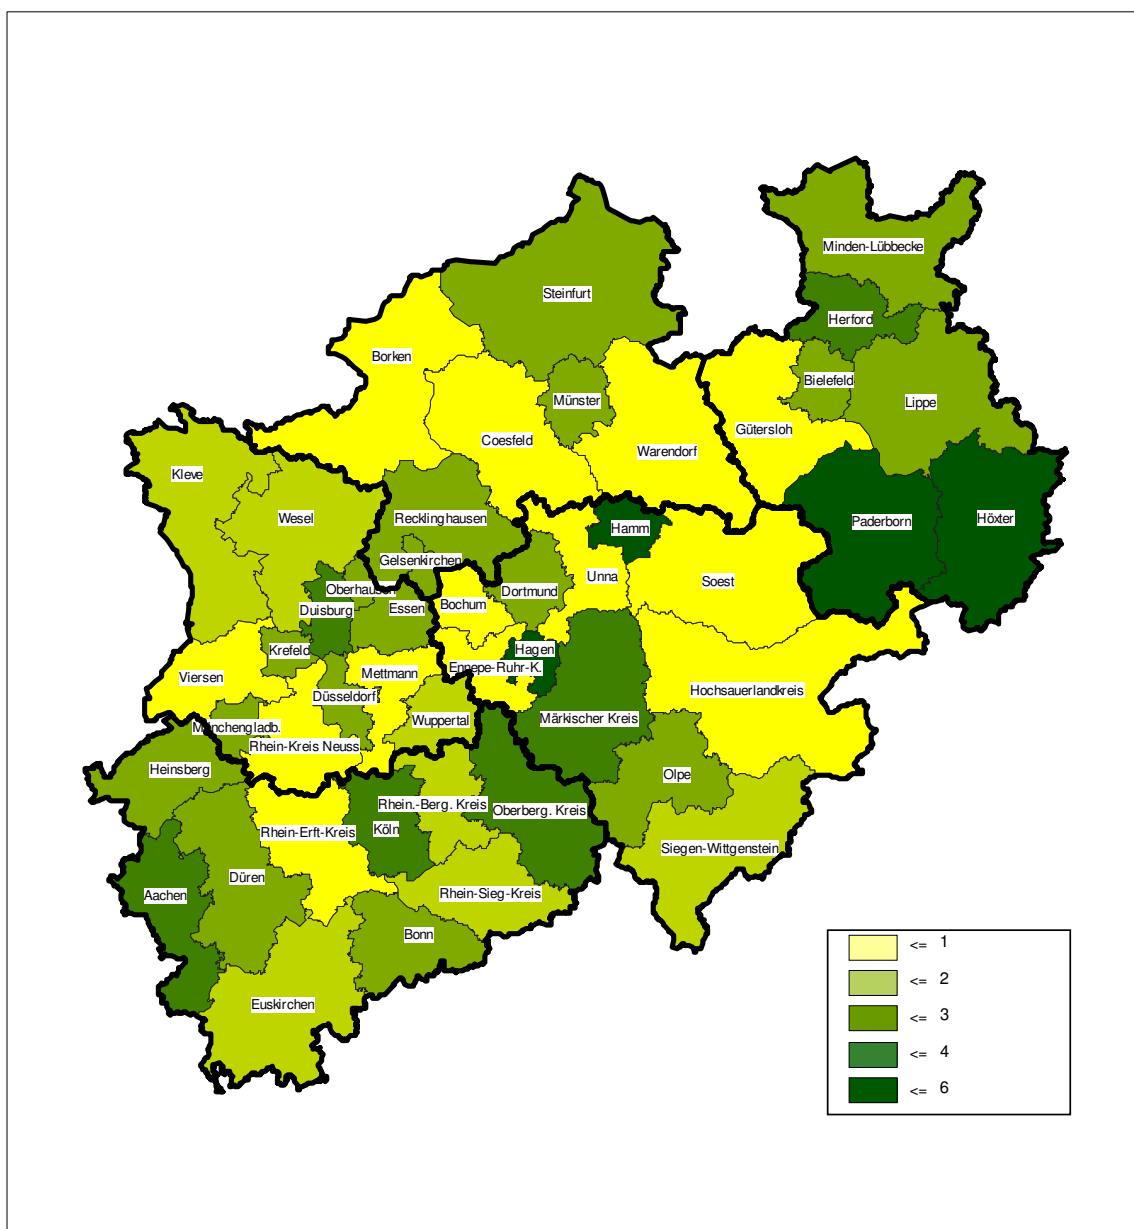 Minden-Lübbecke
Steinfurt
Herford
Borken
Bielefeld
Münster
Lippe
Gütersloh
Coesfeld
Warendorf
Kleve
Wesel
Recklinghausen
Hamm
Paderborn
Höxter
Gelsenkirchen
Unna
Soest
Oberhausen
Dortmund
Duisburg
Essen
Bochum
Krefeld
Hagen
Viersen
Mettmann
Ennepe-Ruhr-K.
Hochsauerlandkreis
Düsseldorf
Wuppertal
Märkischer Kreis
Mönchengladb.
Rhein-Kreis Neuss
Heinsberg
Olpe
Rhein.-Berg. Kreis
Oberberg. Kreis
Rhein-Erft-Kreis
Köln
Siegen-Wittgenstein
Düren
Aachen
Rhein-Sieg-Kreis
Bonn
Euskirchen
<= 1
<= 2
<= 3
<= 4
<= 6